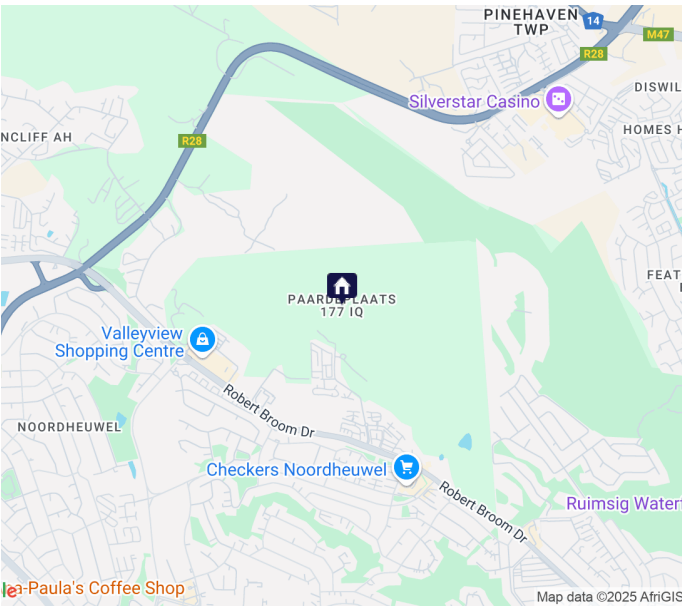 PINEHAVEN
TWP
14
M47
R28
DISWIL
Silverstar Casino
HOMES H
NCLIFF AH
R28
FEAT
PAARDEPLAATS
177 IQ
Valleyview
Shopping Centre
Robert Broom Dr
NOORDHEUWEL
Checkers Noordheuwel
Robert Broom Dr
Ruimsig Waterf
a-Paula's Coffee Shop
Map data ©2025 AfriGIS